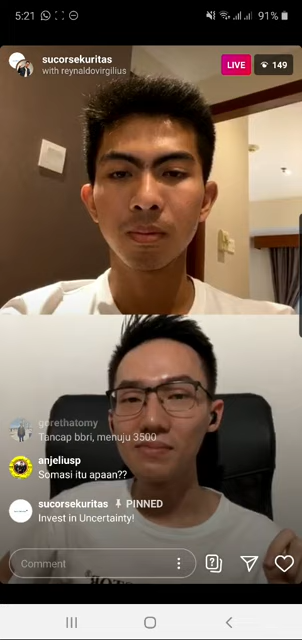 5:21
91%
sucorsekuritas
with reynaldovirgilius
LIVE
149
gorethatomy
Tancap bbri, menuju 3500
anjeliusp
Somasi itu apaan??
sucorsekuritas PINNED
Invest in Uncertainty!
Comment